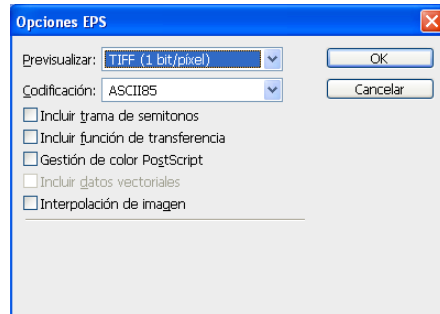 Opciones EPS
Previsualizar: TIFF (1 bit/píxel)
OK
Codificación: ASCII85
Cancelar
Incluir trama de semitonos
Incluir función de transferencia
Gestión de color PostScript
Incluir datos vectoriales
Interpolación de imagen